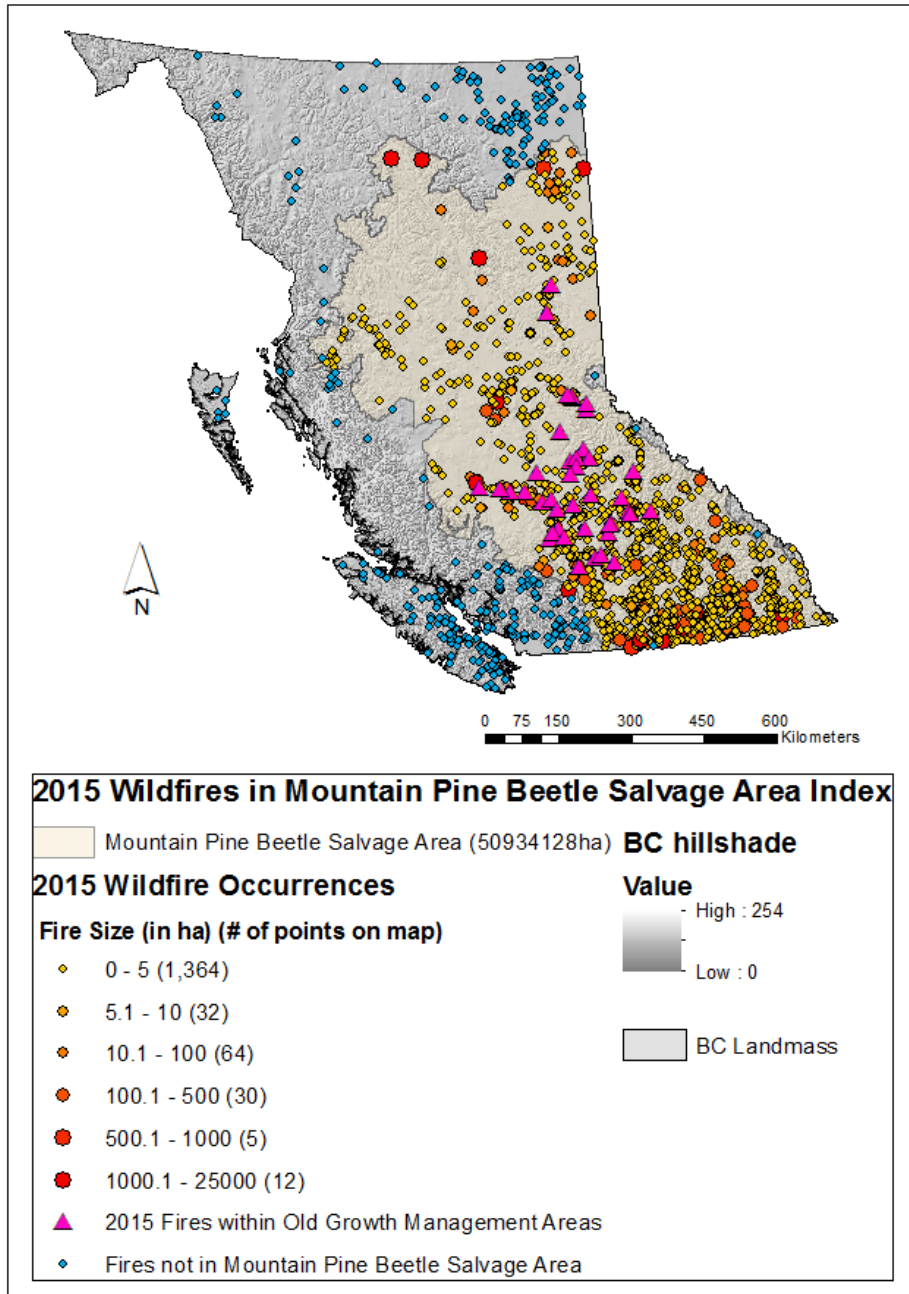 N
0 75 150 300 450 600
Kilometers
2015 Wildfires in Mountain Pine Beetle Salvage Area Index
Mountain Pine Beetle Salvage Area (50934128ha)
BC hillshade
2015 Wildfire Occurrences
Value
Fire Size (in ha) (# of points on map)
High : 254
Low : 0
0 - 5 (1,364)
5.1 - 10 (32)
10.1 - 100 (64)
BC Landmass
100.1 - 500 (30)
500.1 - 1000 (5)
1000.1 - 25000 (12)
2015 Fires within Old Growth Management Areas
Fires not in Mountain Pine Beetle Salvage Area